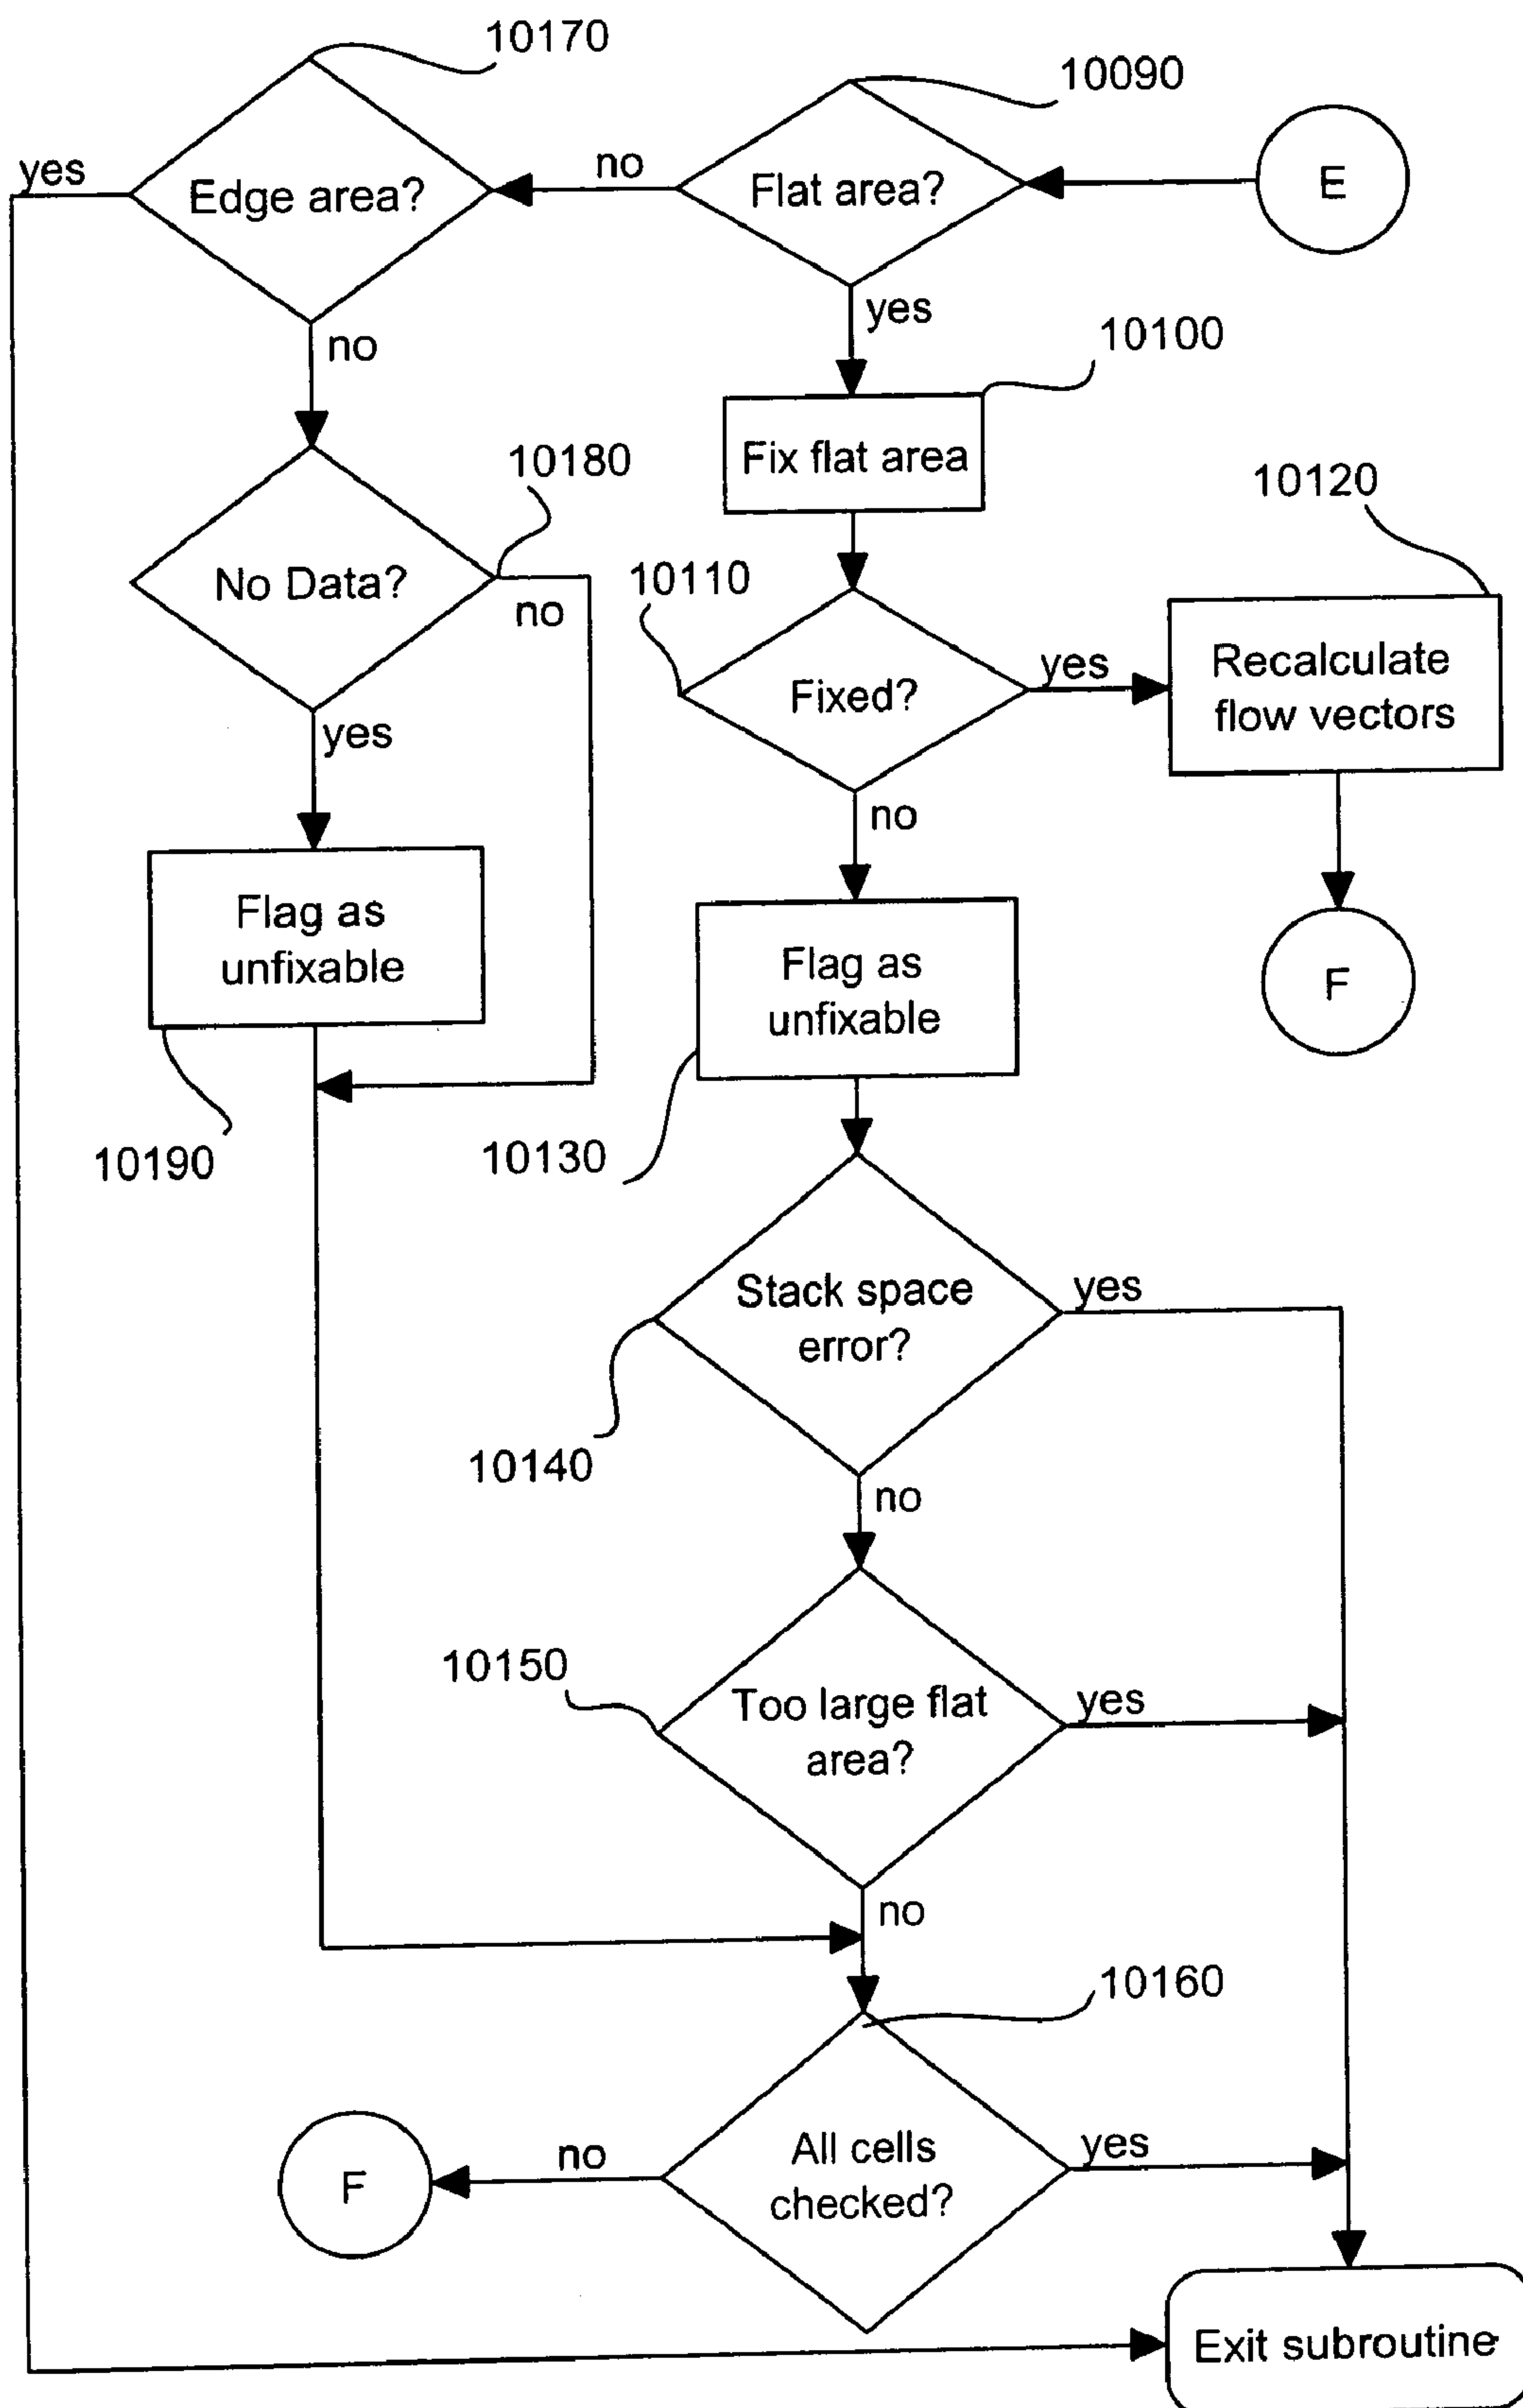 10170
10090
yes
Edge area?
no
Flat area?
E
no
yes
10100
Fix flat area
10180
10120
No Data?
no
10110
Fixed?
yes
Recalculate
flow vectors
yes
no
Flag as
unfixable
Flag as
unfixable
F
10190
10130
Stack space
error?
yes
10140
no
10150
Too large flat
area?
yes
no
10160
F
no
All cells
checked?
yes
Exit subroutine